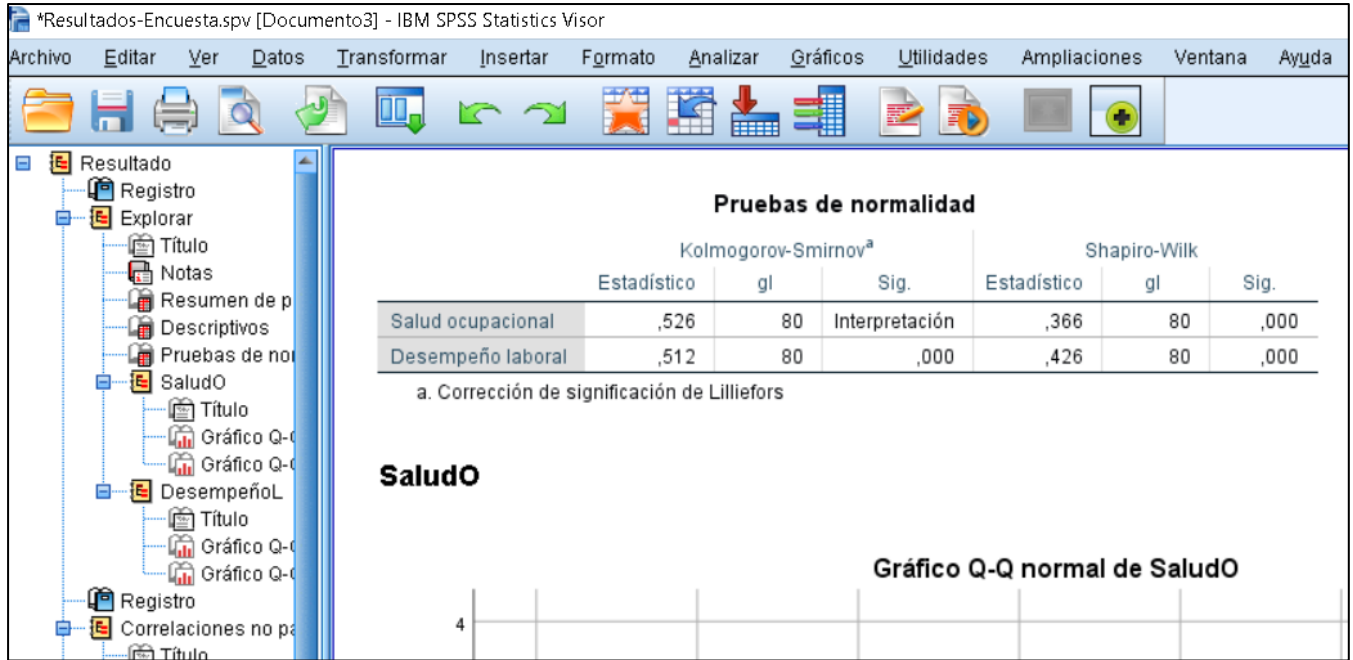 *Resultados-Encuesta.spv [Documento3] - IBM SPSS Statistics Visor
Archivo Editar Ver Datos Transformar Insertar Formato Analizar Gráficos Utilidades Ampliaciones Ventana Ayuda
Resultado
Registro
Explorar
Título
Notas
Resumen de p
Descriptivos
Pruebas de nor
SaludO
Título
Gráfico Q-Q
Gráfico Q-Q
DesempeñoL
Título
Gráfico Q-Q
Gráfico Q-Q
Registro
Correlaciones no pa
Título
Pruebas de normalidad
Kolmogorov-Smirnovᵃ Shapiro-Wilk
Estadístico gl Sig. Estadístico gl Sig.
Salud ocupacional ,526 80 Interpretación ,366 80 ,000
Desempeño laboral ,512 80 ,000 ,426 80 ,000
a. Corrección de significación de Lilliefors
SaludO
Gráfico Q-Q normal de SaludO
4